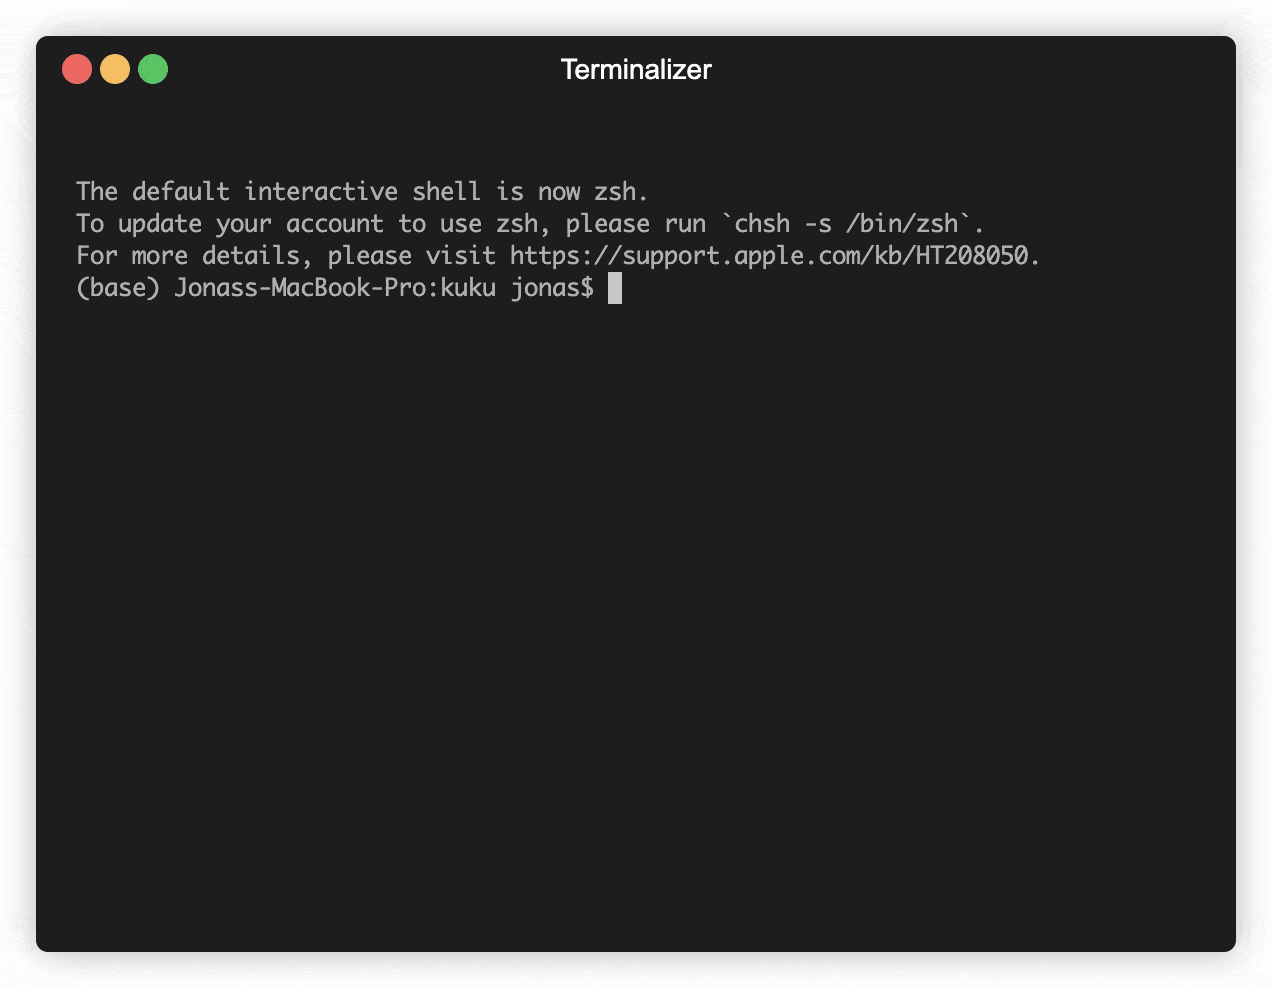 Terminalizer
The default interactive shell is now zsh.
To update your account to use zsh, please run `chsh -s /bin/zsh`.
For more details, please visit https://support.apple.com/kb/HT208050.
(base) Jonass-MacBook-Pro:kuku jonas$